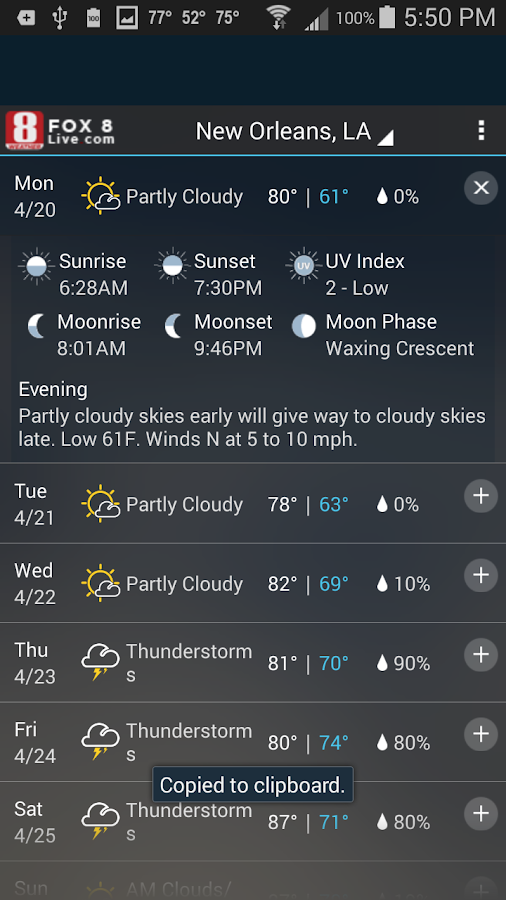 100 77° 52° 75° 100% 5:50 PM
8 FOX 8
WEATHER Live com
New Orleans, LA
Mon
4/20
Partly Cloudy 80° | 61° 0%
Sunrise Sunset UV UV Index
6:28AM 7:30PM 2 - Low
Moonrise Moonset Moon Phase
8:01AM 9:46PM Waxing Crescent
Evening
Partly cloudy skies early will give way to cloudy skies
late. Low 61F. Winds N at 5 to 10 mph.
Tue
4/21
Partly Cloudy 78° | 63° 0%
Wed
4/22
Partly Cloudy 82° | 69° 10%
Thu
4/23
Thunderstorm
s
81° | 70° 90%
Fri
4/24
Thunderstorm
s
80° | 74° 80%
Copied to clipboard.
Sat
4/25
Thunderstorm
s
87° | 71° 80%
Sun AM Clouds/